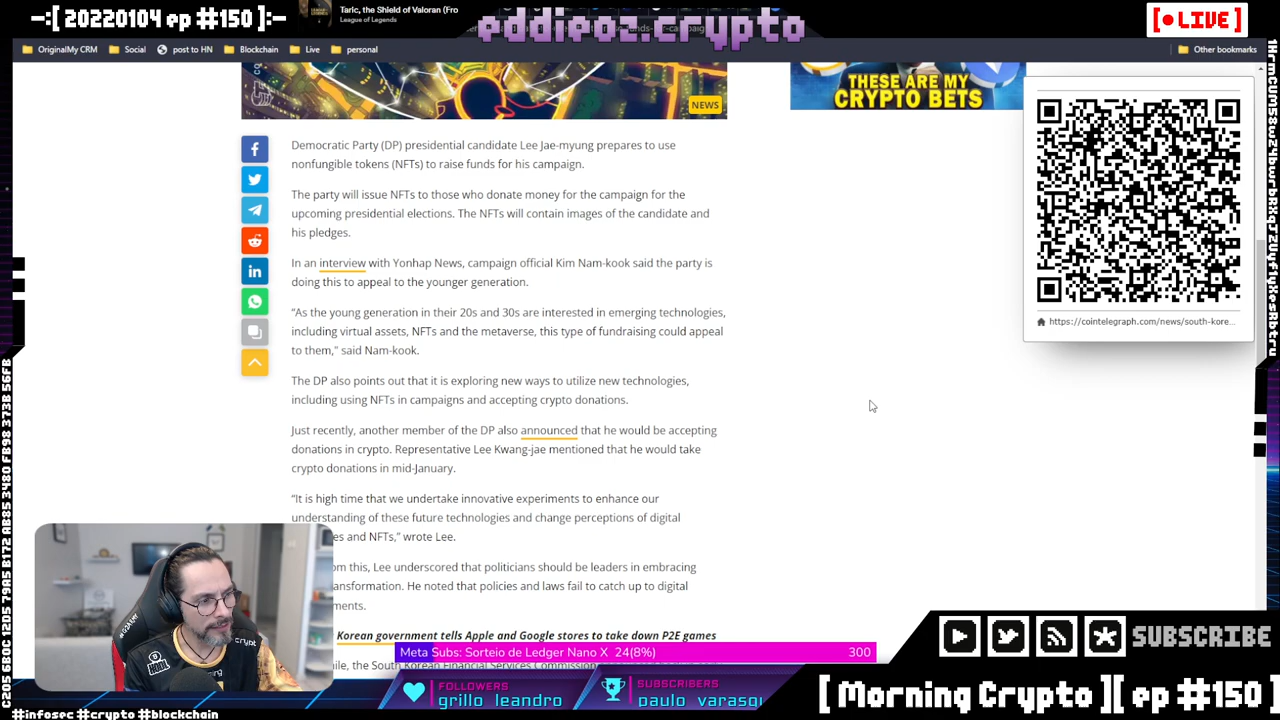 -:[ 20220104 ep #150 ]:-
Taric, the Shield of Valoran (Fro
League of Legends
eddieoz.crypto
[ LIVE ]
OriginalMy CRM
Social
post to HN
Blockchain
Live
personal
Other bookmarks
THESE ARE MY
CRYPTO BETS
NEWS
Democratic Party (DP) presidential candidate Lee Jae-myung prepares to use
nonfungible tokens (NFTs) to raise funds for his campaign.
The party will issue NFTs to those who donate money for the campaign for the
upcoming presidential elections. The NFTs will contain images of the candidate and
his pledges.
In an interview with Yonhap News, campaign official Kim Nam-kook said the party is
doing this to appeal to the younger generation.
“As the young generation in their 20s and 30s are interested in emerging technologies,
including virtual assets, NFTs and the metaverse, this type of fundraising could appeal
to them,” said Nam-kook.
The DP also points out that it is exploring new ways to utilize new technologies,
including using NFTs in campaigns and accepting crypto donations.
Just recently, another member of the DP also announced that he would be accepting
donations in crypto. Representative Lee Kwang-jae mentioned that he would take
crypto donations in mid-January.
“It is high time that we undertake innovative experiments to enhance our
understanding of these future technologies and change perceptions of digital
es and NFTs,” wrote Lee.
om this, Lee underscored that politicians should be leaders in embracing
ransformation. He noted that policies and laws fail to catch up to digital
ments.
Korean government tells Apple and Google stores to take down P2E games
https://cointelegraph.com/news/south-kore...
Meta Subs: Sorteio de Ledger Nano X 24(8%)
300
FOLLOWERS
grillo leandro
SUBSCRIBERS
paulo varasqu
SUBSCRIBE
[ Morning Crypto ][ ep #150 ]
#infosec #crypto #blockchain
C205 5B0C 12D5 79A5 B172 AB35 3480 FB98 373B 56FB